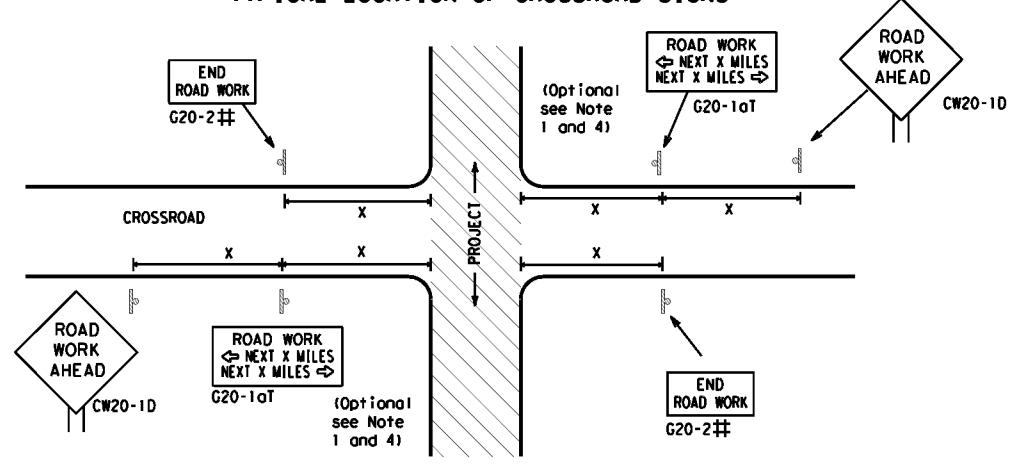 TYPICAL LOCATION OF CROSSROAD SIGNS
ROAD
WORK
AHEAD
CW20-1D
ROAD WORK
⇦ NEXT X MILES
NEXT X MILES ⇨
G20-1aT
(Optional
see Note
1 and 4)
END
ROAD WORK
G20-2#
X
X
X
CROSSROAD
PROJECT
X
X
X
ROAD
WORK
AHEAD
CW20-1D
ROAD WORK
⇦ NEXT X MILES
NEXT X MILES ⇨
G20-1aT
(Optional
see Note
1 and 4)
END
ROAD WORK
G20-2#